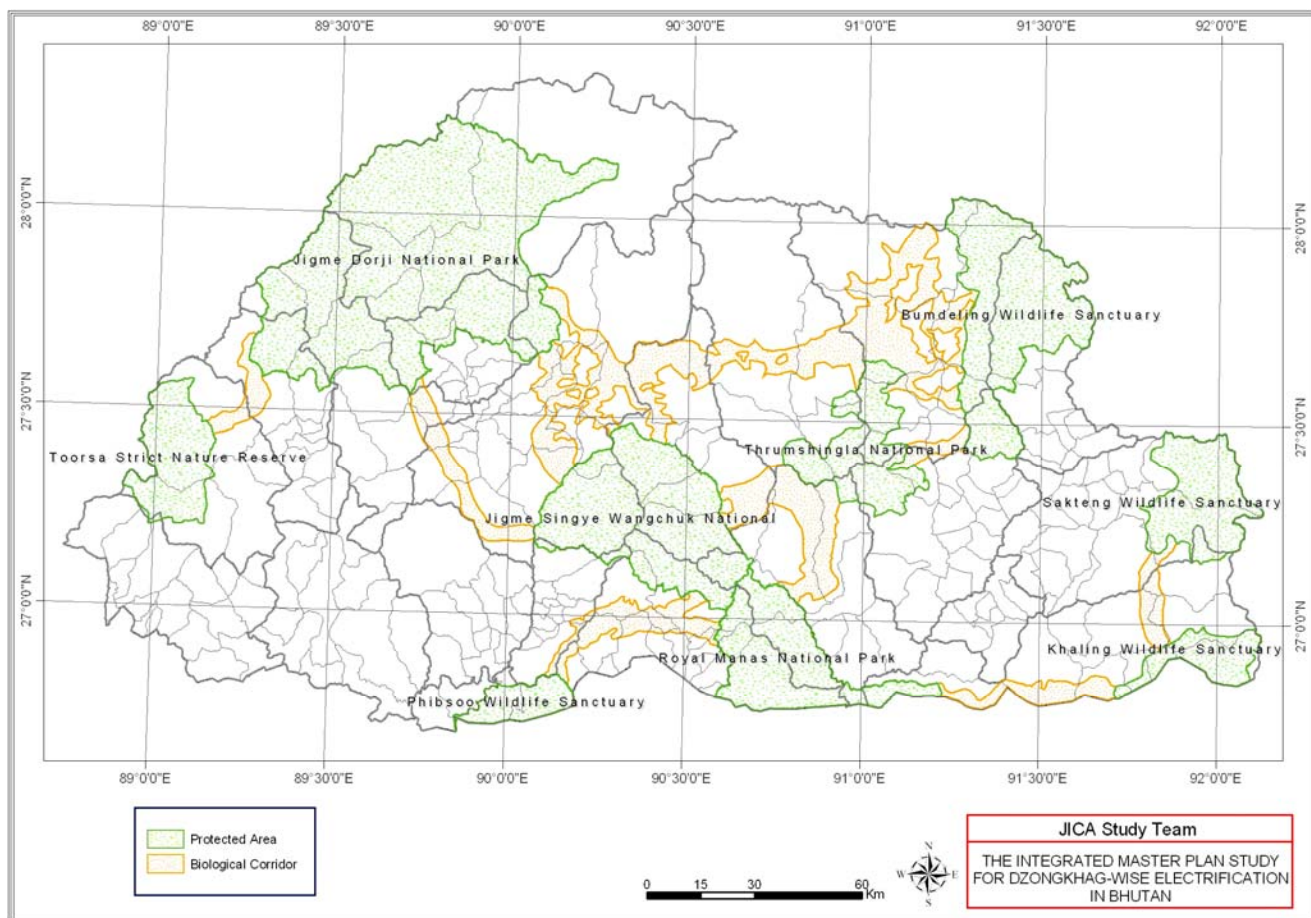 89°0'0"E
89°30'0"E
90°0'0"E
90°30'0"E
91°0'0"E
91°30'0"E
92°0'0"E
28°0'0"N
28°0'0"N
Jigme Dorji National Park
Bumdeling Wildlife Sanctuary
27°30'0"N
27°30'0"N
Toorsa Strict Nature Reserve
Thrumshingla National Park
Sakteng Wildlife Sanctuary
Jigme Singye Wangchuk National
27°0'0"N
27°0'0"N
Royal Manas National Park
Khaling Wildlife Sanctuary
Phibsoo Wildlife Sanctuary
89°0'0"E
89°30'0"E
90°0'0"E
90°30'0"E
91°0'0"E
91°30'0"E
92°0'0"E
Protected Area
Biological Corridor
N
W
E
S
0 15 30 60
Km
JICA Study Team
THE INTEGRATED MASTER PLAN STUDY
FOR DZONGKHAG-WISE ELECTRIFICATION
IN BHUTAN